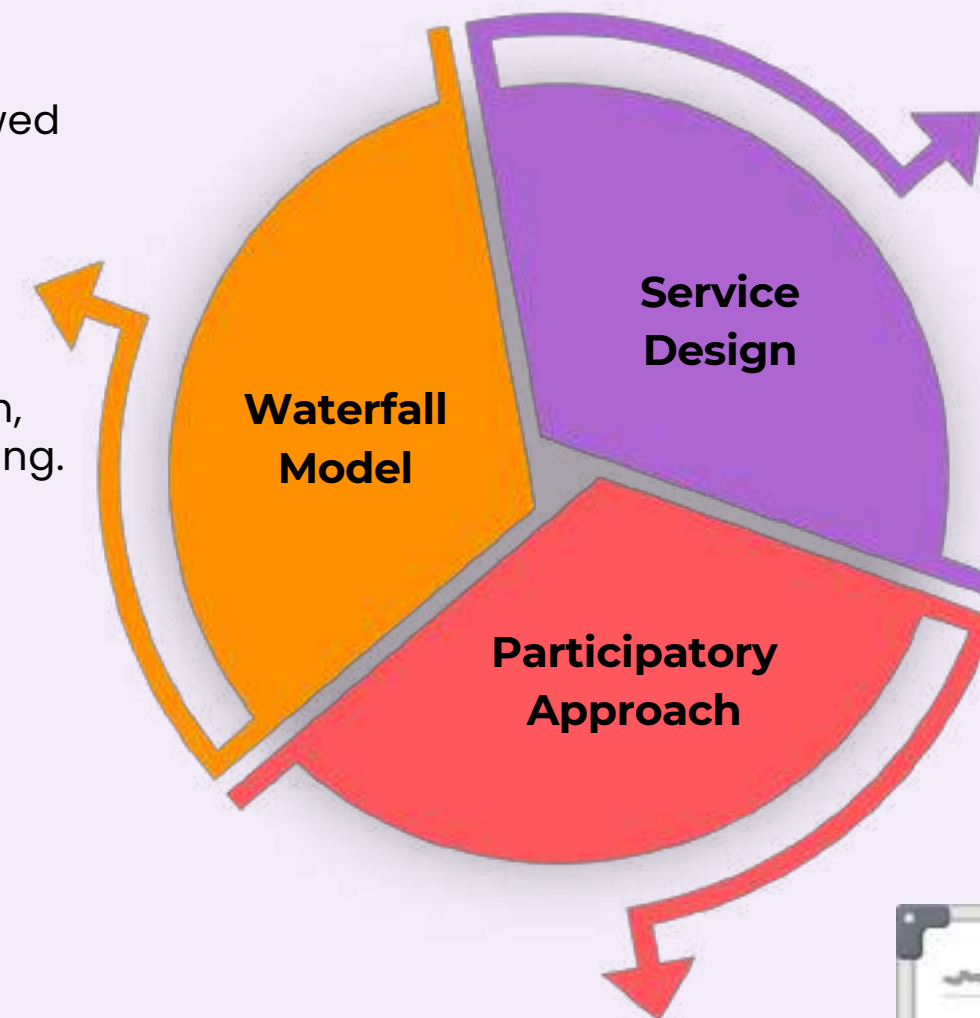 Service
Design
Waterfall
Model
Participatory
Approach